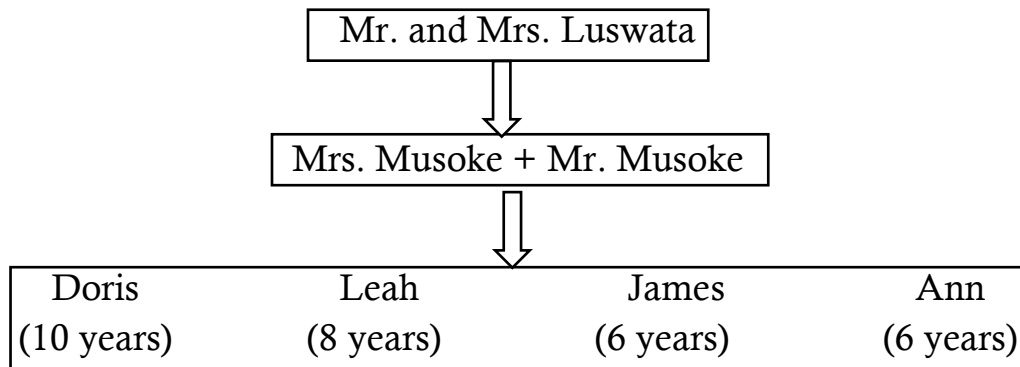 Mr. and Mrs. Luswata
Mrs. Musoke + Mr. Musoke
Doris Leah James Ann
(10 years) (8 years) (6 years) (6 years)